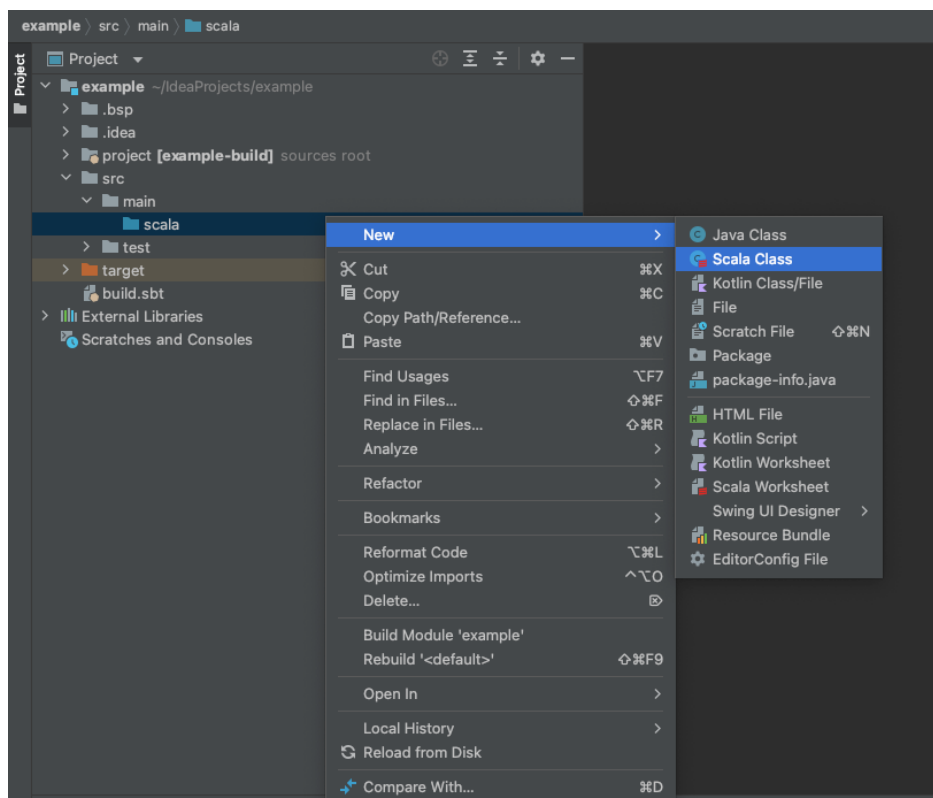 example 〉 src 〉 main 〉 scala
Project
Project
example ~/IdeaProjects/example
.bsp
.idea
project [example-build] sources root
src
main
scala
test
target
build.sbt
External Libraries
Scratches and Consoles
New
Cut ⌘X
Copy ⌘C
Copy Path/Reference...
Paste ⌘V
Find Usages ⌥F7
Find in Files... ⇧⌘F
Replace in Files... ⇧⌘R
Analyze
Refactor
Bookmarks
Reformat Code ⌥⌘L
Optimize Imports ^⌥O
Delete... ⌦
Build Module 'example'
Rebuild '<default>' ⇧⌘F9
Open In
Local History
Reload from Disk
Compare With... ⌘D
Java Class
Scala Class
Kotlin Class/File
File
Scratch File ⇧⌘N
Package
package-info.java
HTML File
Kotlin Script
Kotlin Worksheet
Scala Worksheet
Swing UI Designer
Resource Bundle
EditorConfig File